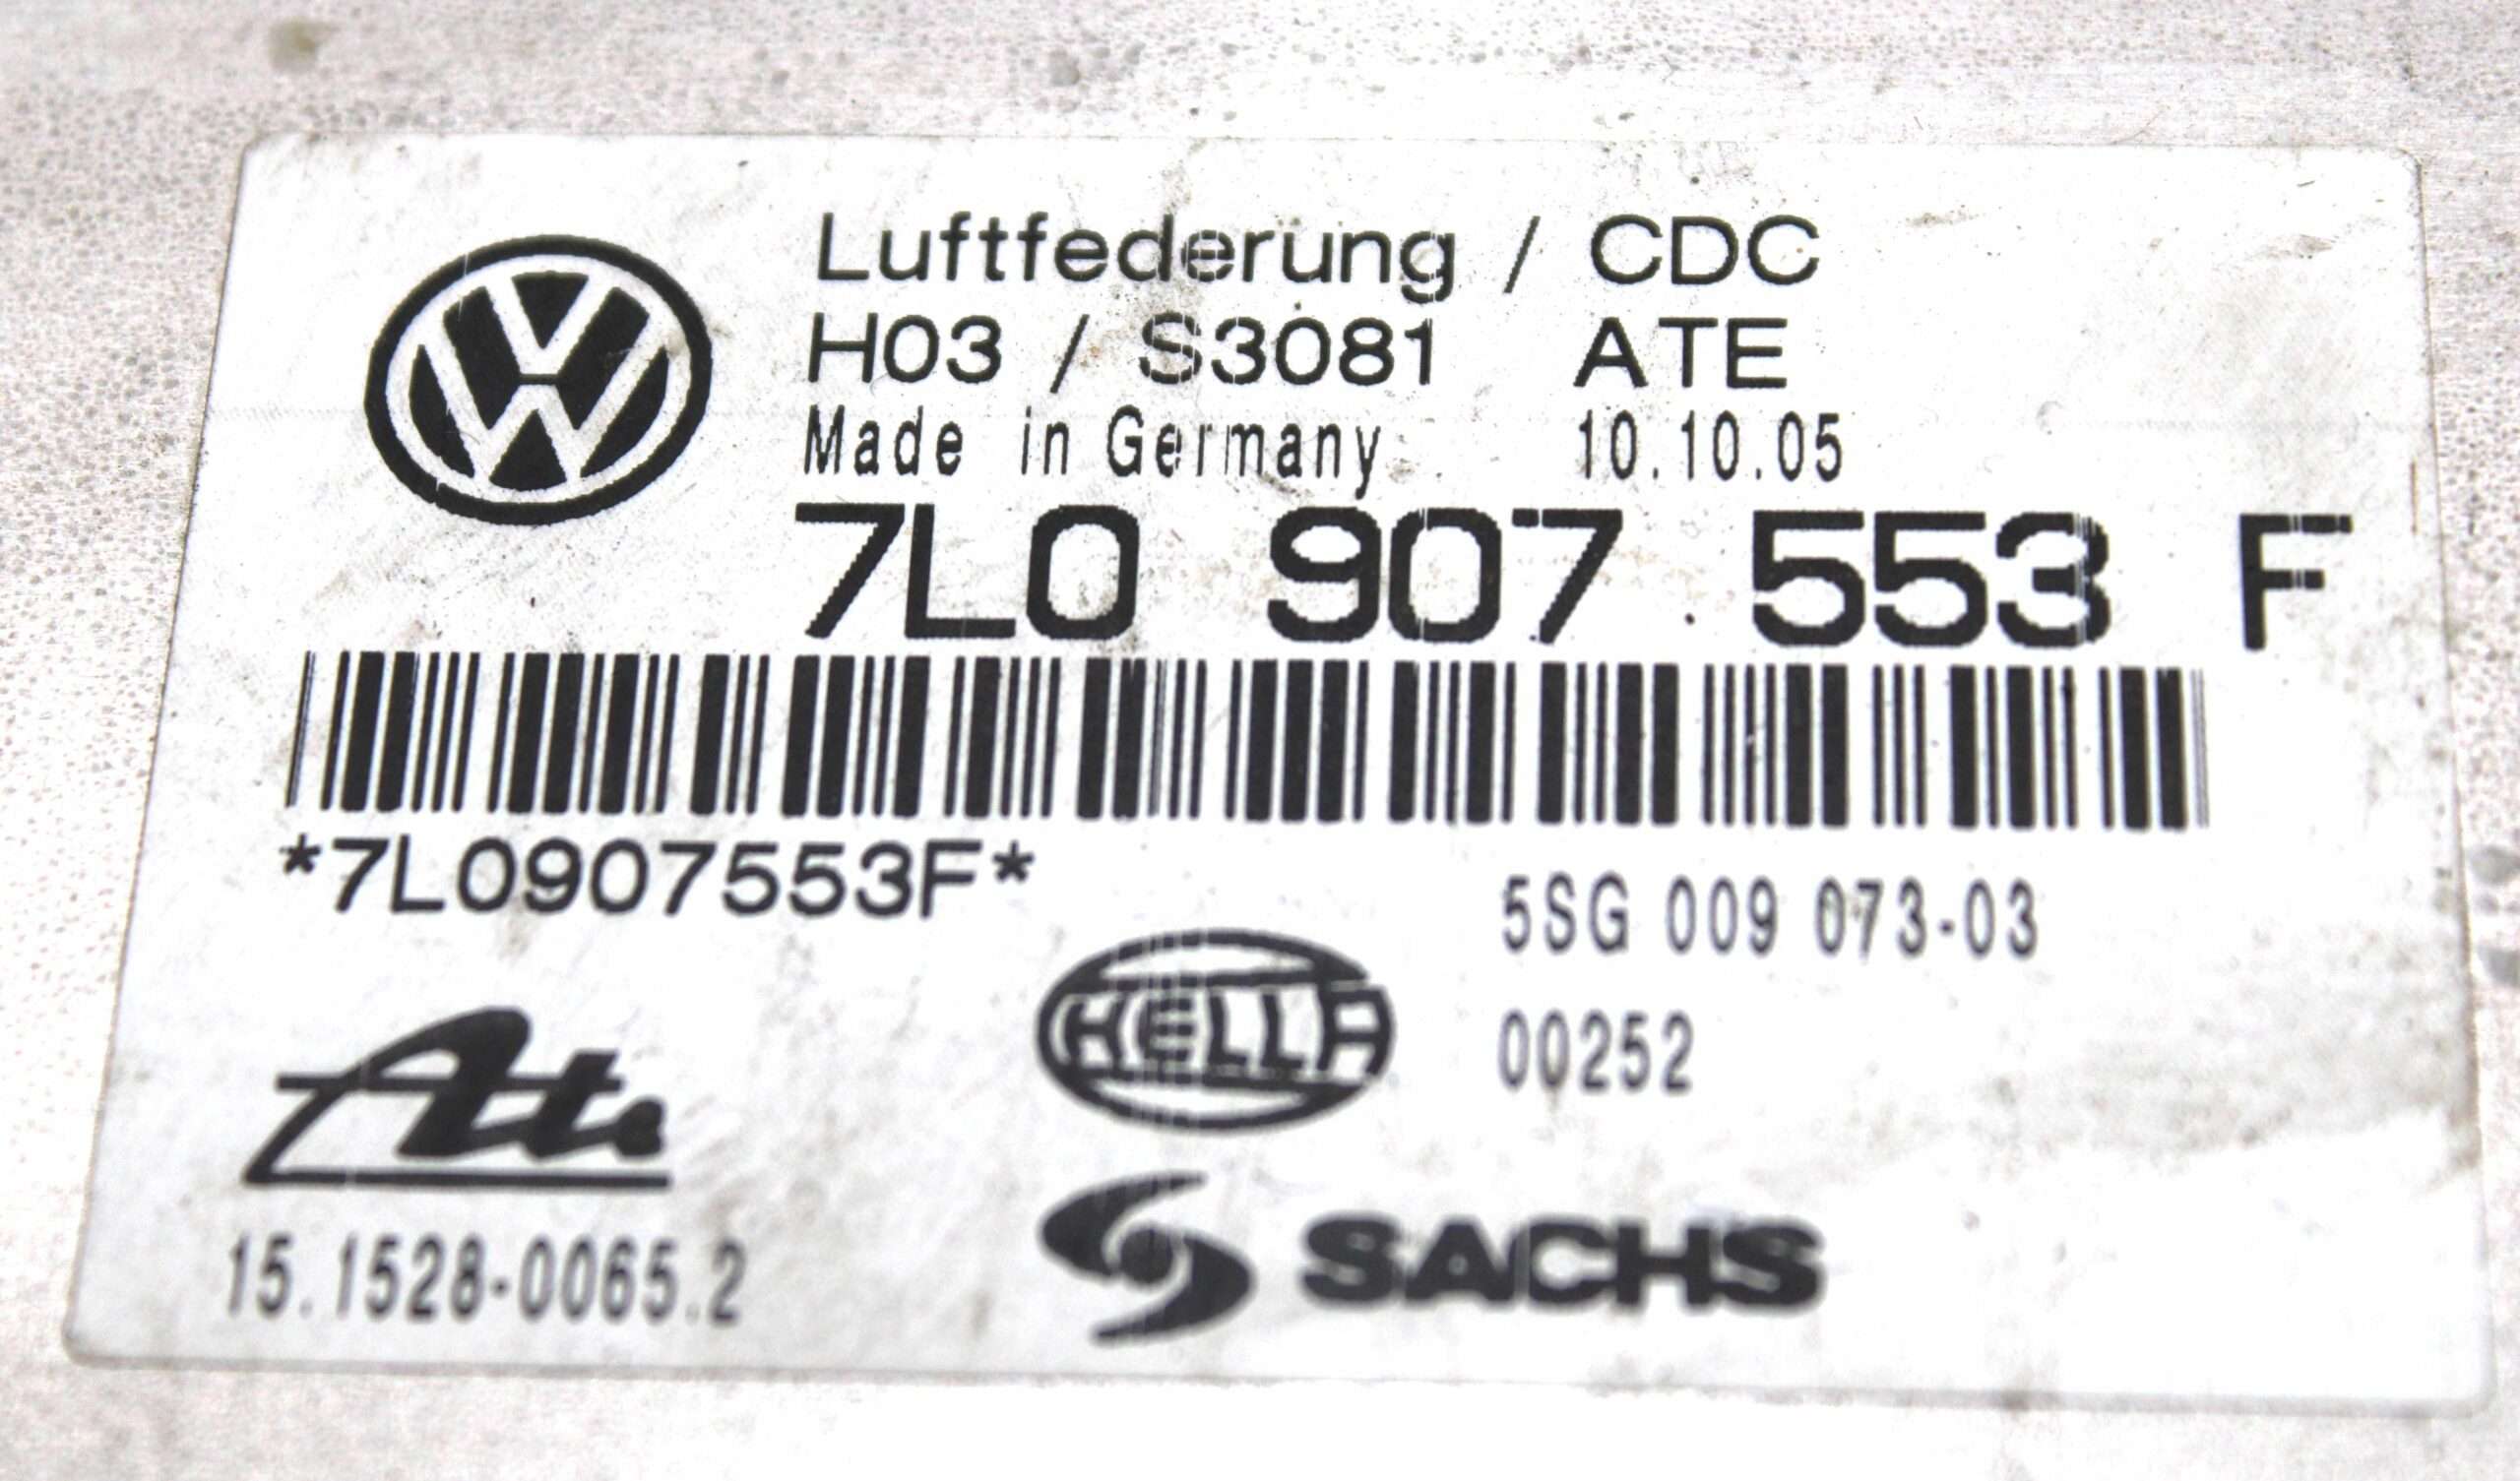 Luftfederung / CDC
H03 / S3081 ATE
Made in Germany 10.10.05
7L0 907 553 F
*7L0907553F*
5SG 009 073-03
HELLA
00252
Ate
SACHS
15.1528-0065.2